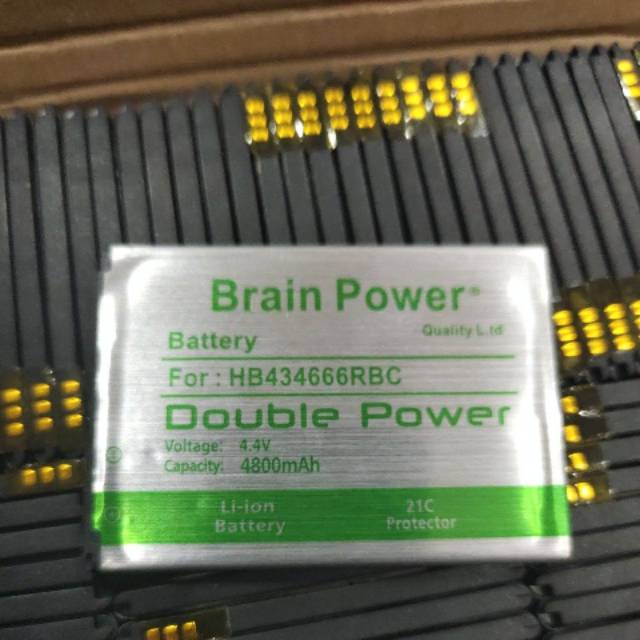 Brain Power®
Quality L.td
Battery
For : HB434666RBC
Double Power
Voltage: 4.4V
Capacity: 4800mAh
Li-ion
Battery
21C
Protector